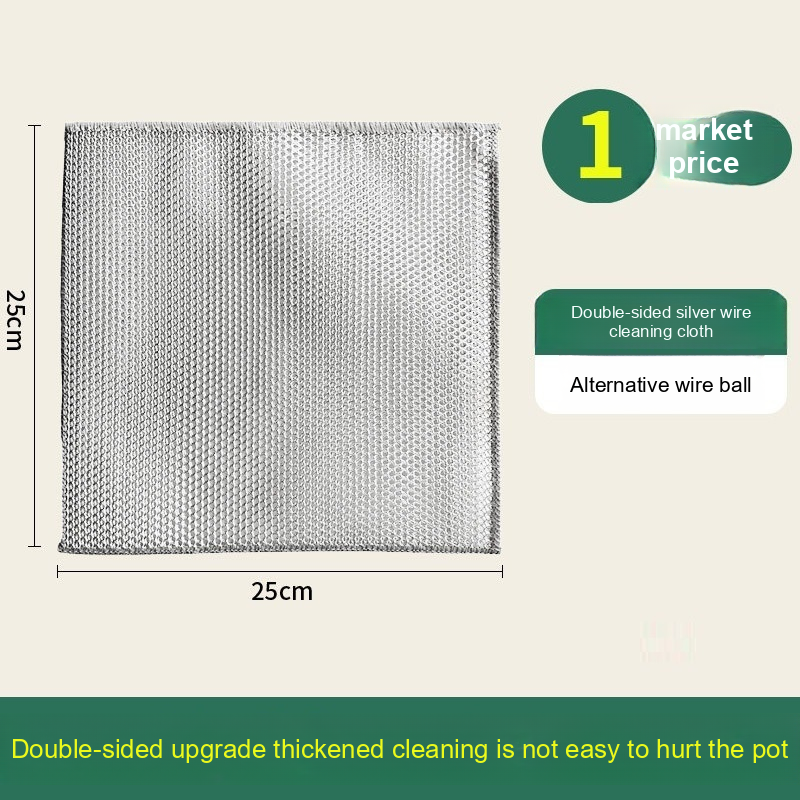 1
market
price
25cm
Double-sided silver wire
cleaning cloth
Alternative wire ball
25cm
Double-sided upgrade thickened cleaning is not easy to hurt the pot